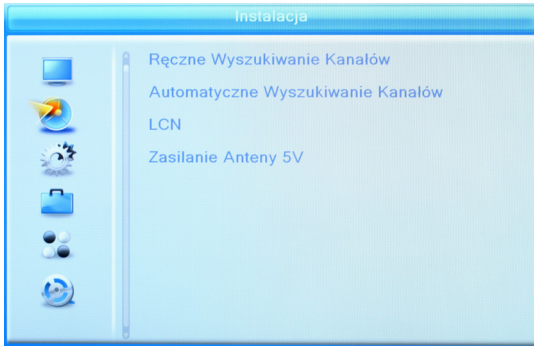 Instalacja
Ręczne Wyszukiwanie Kanałów
Automatyczne Wyszukiwanie Kanałów
LCN
Zasilanie Anteny 5V